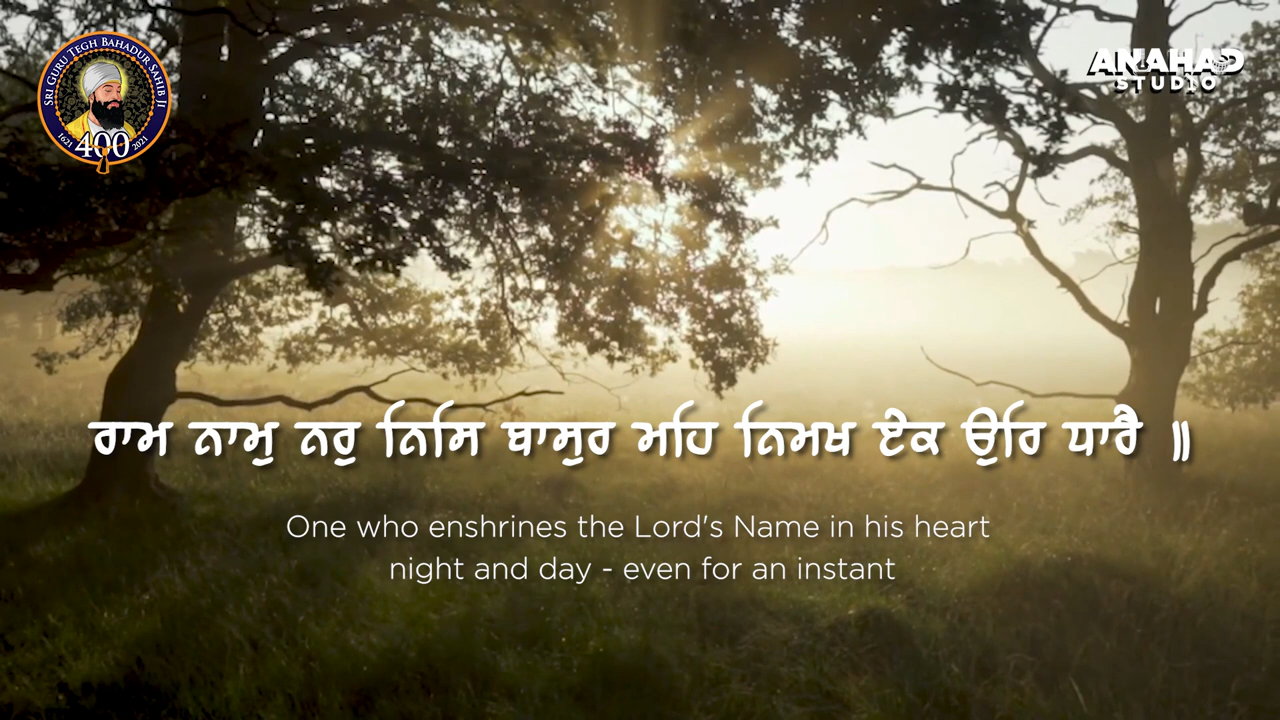 SRI GURU TEGH BAHADUR SAHIB JI
1621 400 2021
ANAHAD
STUDIO
ਰਾਮ ਨਾਮੁ ਨਰੁ ਨਿਸਿ ਬਾਸੁਰ ਮਹਿ ਨਿਮਖ ਏਕ ਉਰਿ ਧਾਰੈ ॥
One who enshrines the Lord's Name in his heart
night and day - even for an instant